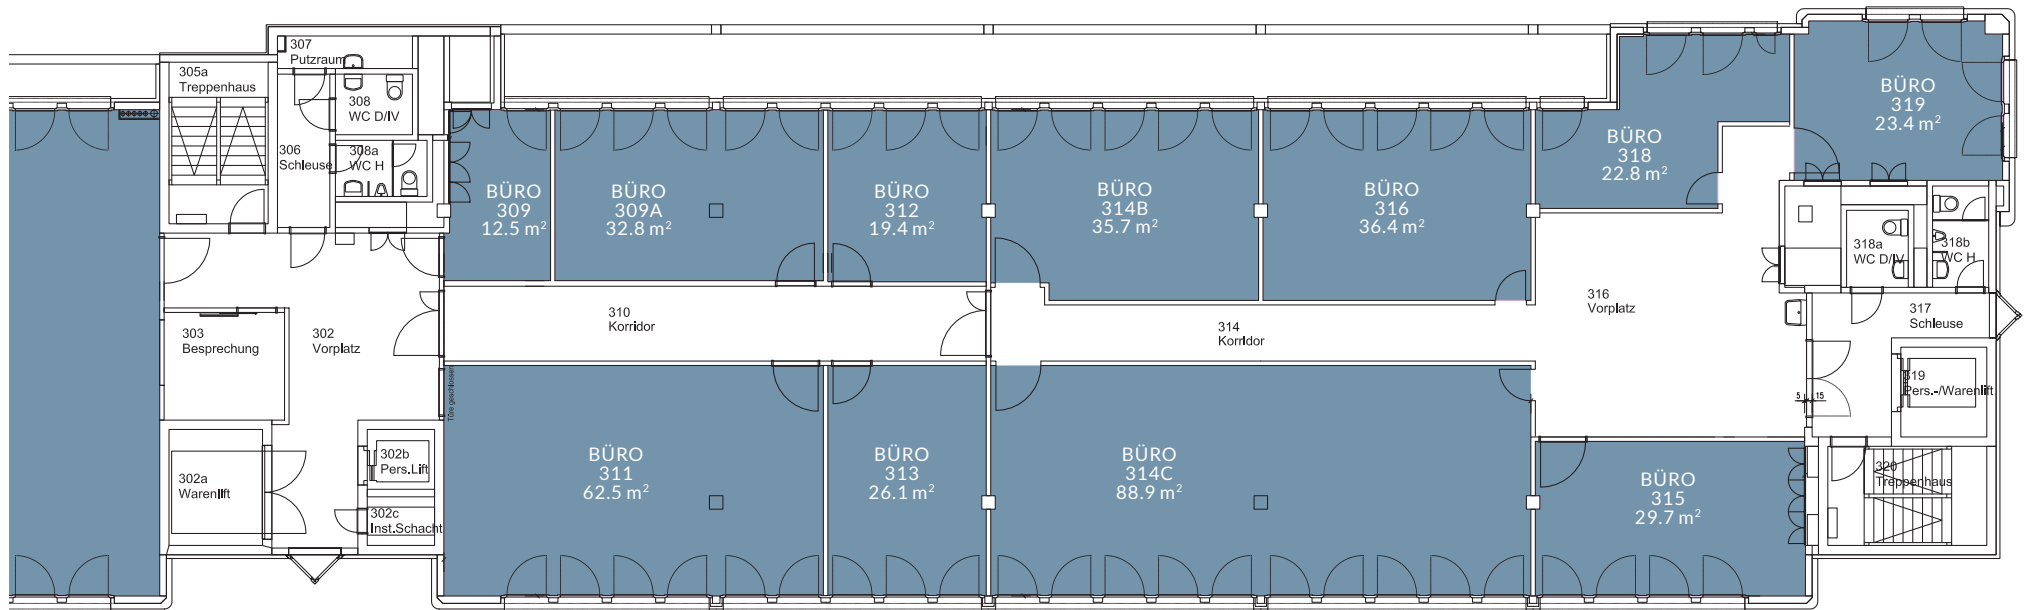 307
Putzraum
305a
Treppenhaus
308
WC D/IV
306
Schleuse
308a
WC H
BÜRO
309
12.5 m²
BÜRO
309A
32.8 m²
BÜRO
312
19.4 m²
BÜRO
314B
35.7 m²
BÜRO
316
36.4 m²
BÜRO
318
22.8 m²
BÜRO
319
23.4 m²
318a
WC D/IV
318b
WC H
303
Besprechung
302
Vorplatz
310
Korridor
314
Korridor
316
Vorplatz
317
Schleuse
319
Pers.-/Warenlift
5
15
Türe geschlossen
302a
Warenlift
302b
Pers.Lift
302c
Inst.Schacht
BÜRO
311
62.5 m²
BÜRO
313
26.1 m²
BÜRO
314C
88.9 m²
BÜRO
315
29.7 m²
320
Treppenhaus